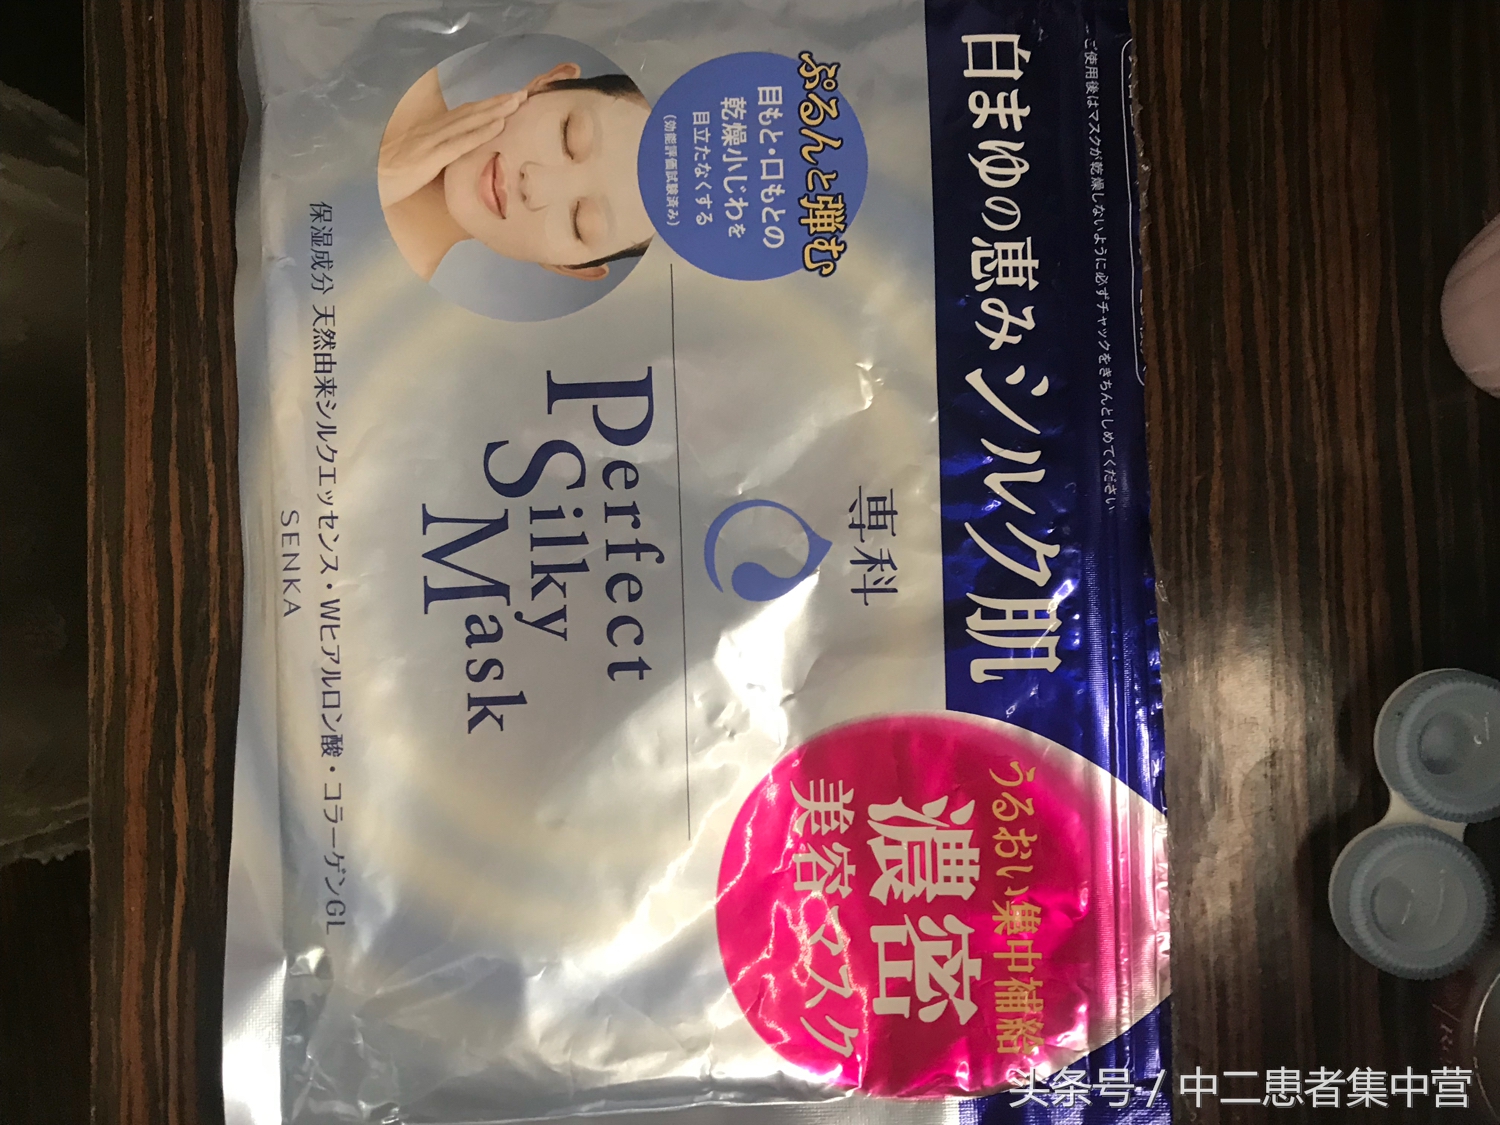 ご使用後はマスクが乾燥しないように必ずチャックをきちんとしめてください
白まゆの恵みシルク肌
ぷるんと弾む
目もと・口もとの
乾燥小じわを
目立たなくする
(効能評価試験済み)
専科
うるおい集中補給
濃密
美容マスク
Perfect
Silky
Mask
保湿成分 天然由来シルクエッセンス・Wヒアルロン酸・コラーゲンGL
SENKA
头条号 / 中二患者集中营